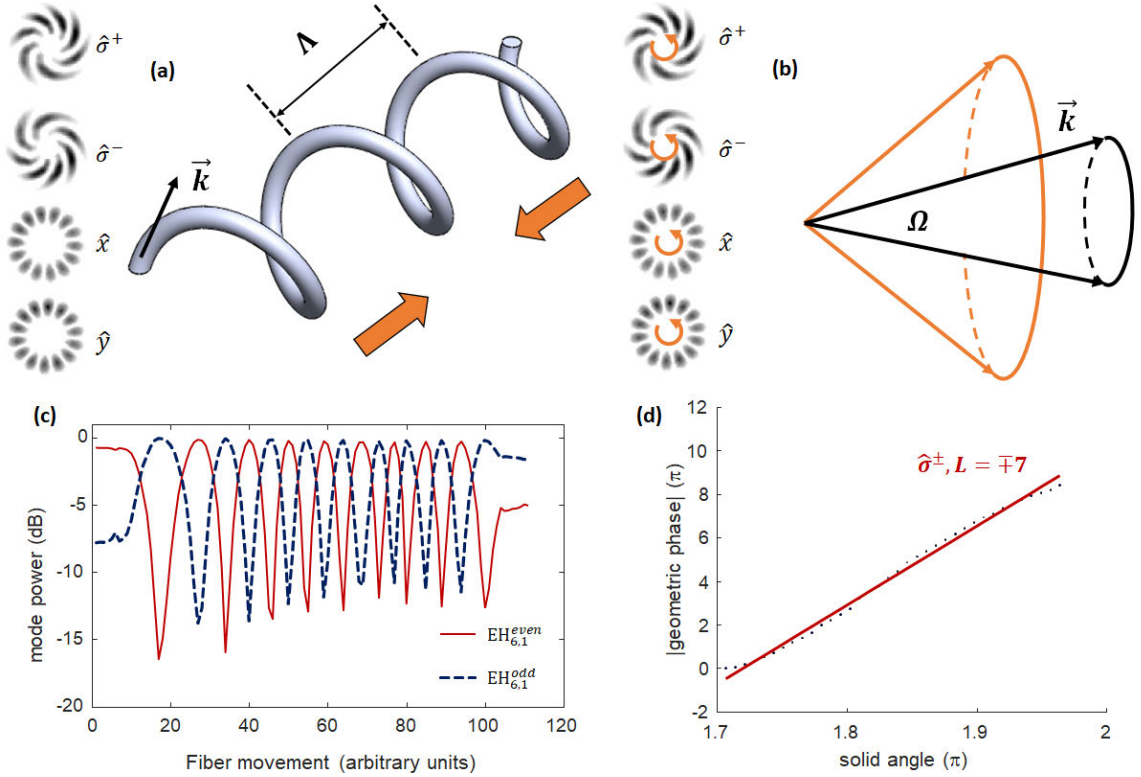 σ̂⁺
(a)
Λ
σ̂⁻
k⃗
x̂
ŷ
σ̂⁺
(b)
k⃗
σ̂⁻
Ω
x̂
ŷ
(c)
0
-5
-10
-15
-20
mode power (dB)
EH₆,₁ᵉᵛᵉⁿ
EH₆,₁ᵒᵈᵈ
0 20 40 60 80 100 120
Fiber movement (arbitrary units)
(d)
12
10
8
6
4
2
0
-2
|geometric phase| (π)
σ̂±, L = ∓7
1.7 1.8 1.9 2
solid angle (π)